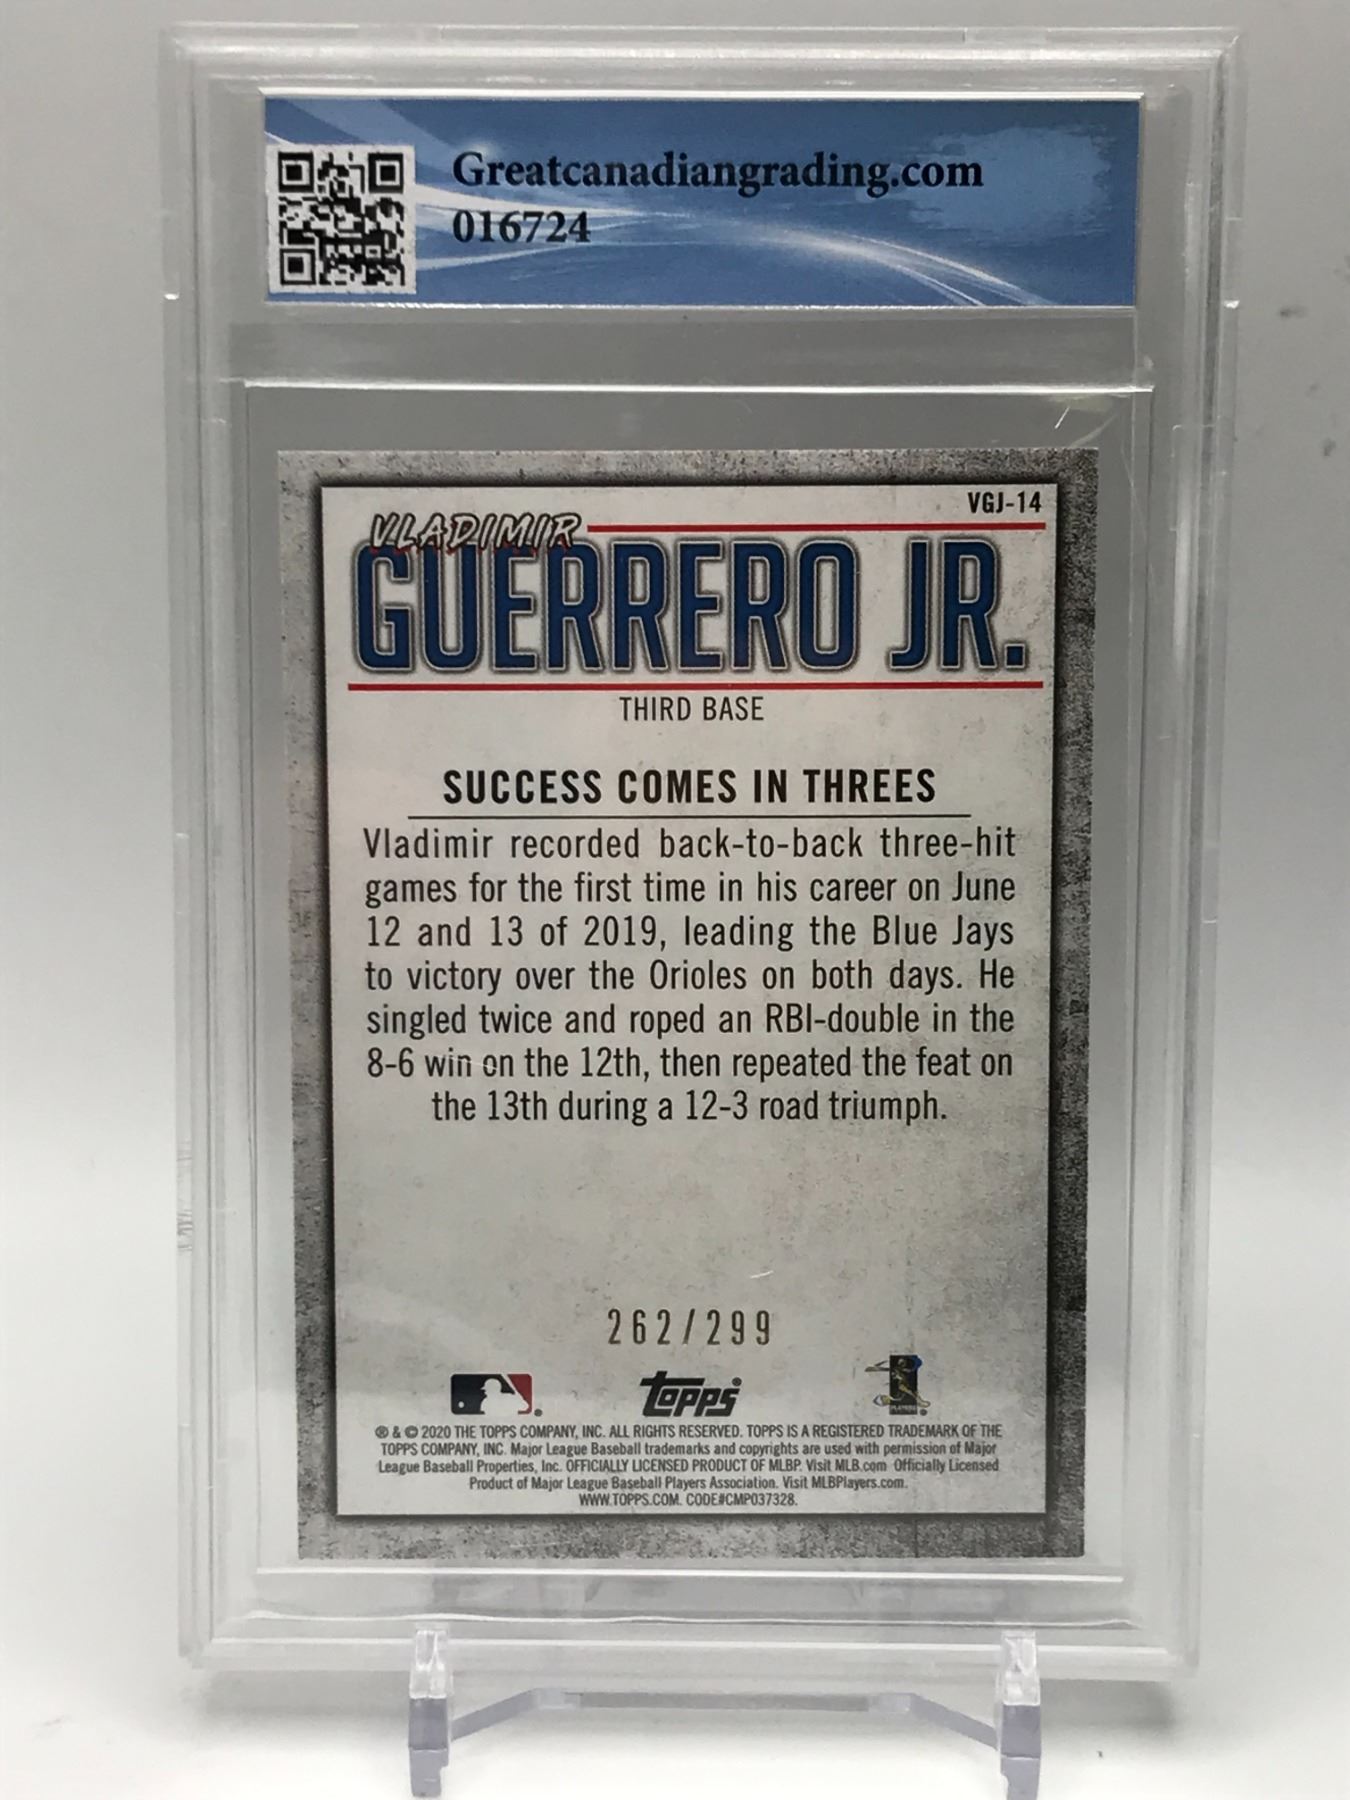 Greatcanadiangrading.com
016724
VGJ-14
VLADIMIR
GUERRERO JR.
THIRD BASE
SUCCESS COMES IN THREES
Vladimir recorded back-to-back three-hit
games for the first time in his career on June
12 and 13 of 2019, leading the Blue Jays
to victory over the Orioles on both days. He
singled twice and roped an RBI-double in the
8-6 win on the 12th, then repeated the feat on
the 13th during a 12-3 road triumph.
262/299
Topps
PLAYERS
® & © 2020 THE TOPPS COMPANY, INC. ALL RIGHTS RESERVED. TOPPS IS A REGISTERED TRADEMARK OF THE
TOPPS COMPANY, INC. Major League Baseball trademarks and copyrights are used with permission of Major
League Baseball Properties, Inc. OFFICIALLY LICENSED PRODUCT OF MLBP. Visit MLB.com Officially Licensed
Product of Major League Baseball Players Association. Visit MLBPlayers.com.
WWW.TOPPS.COM. CODE#CMP037328.